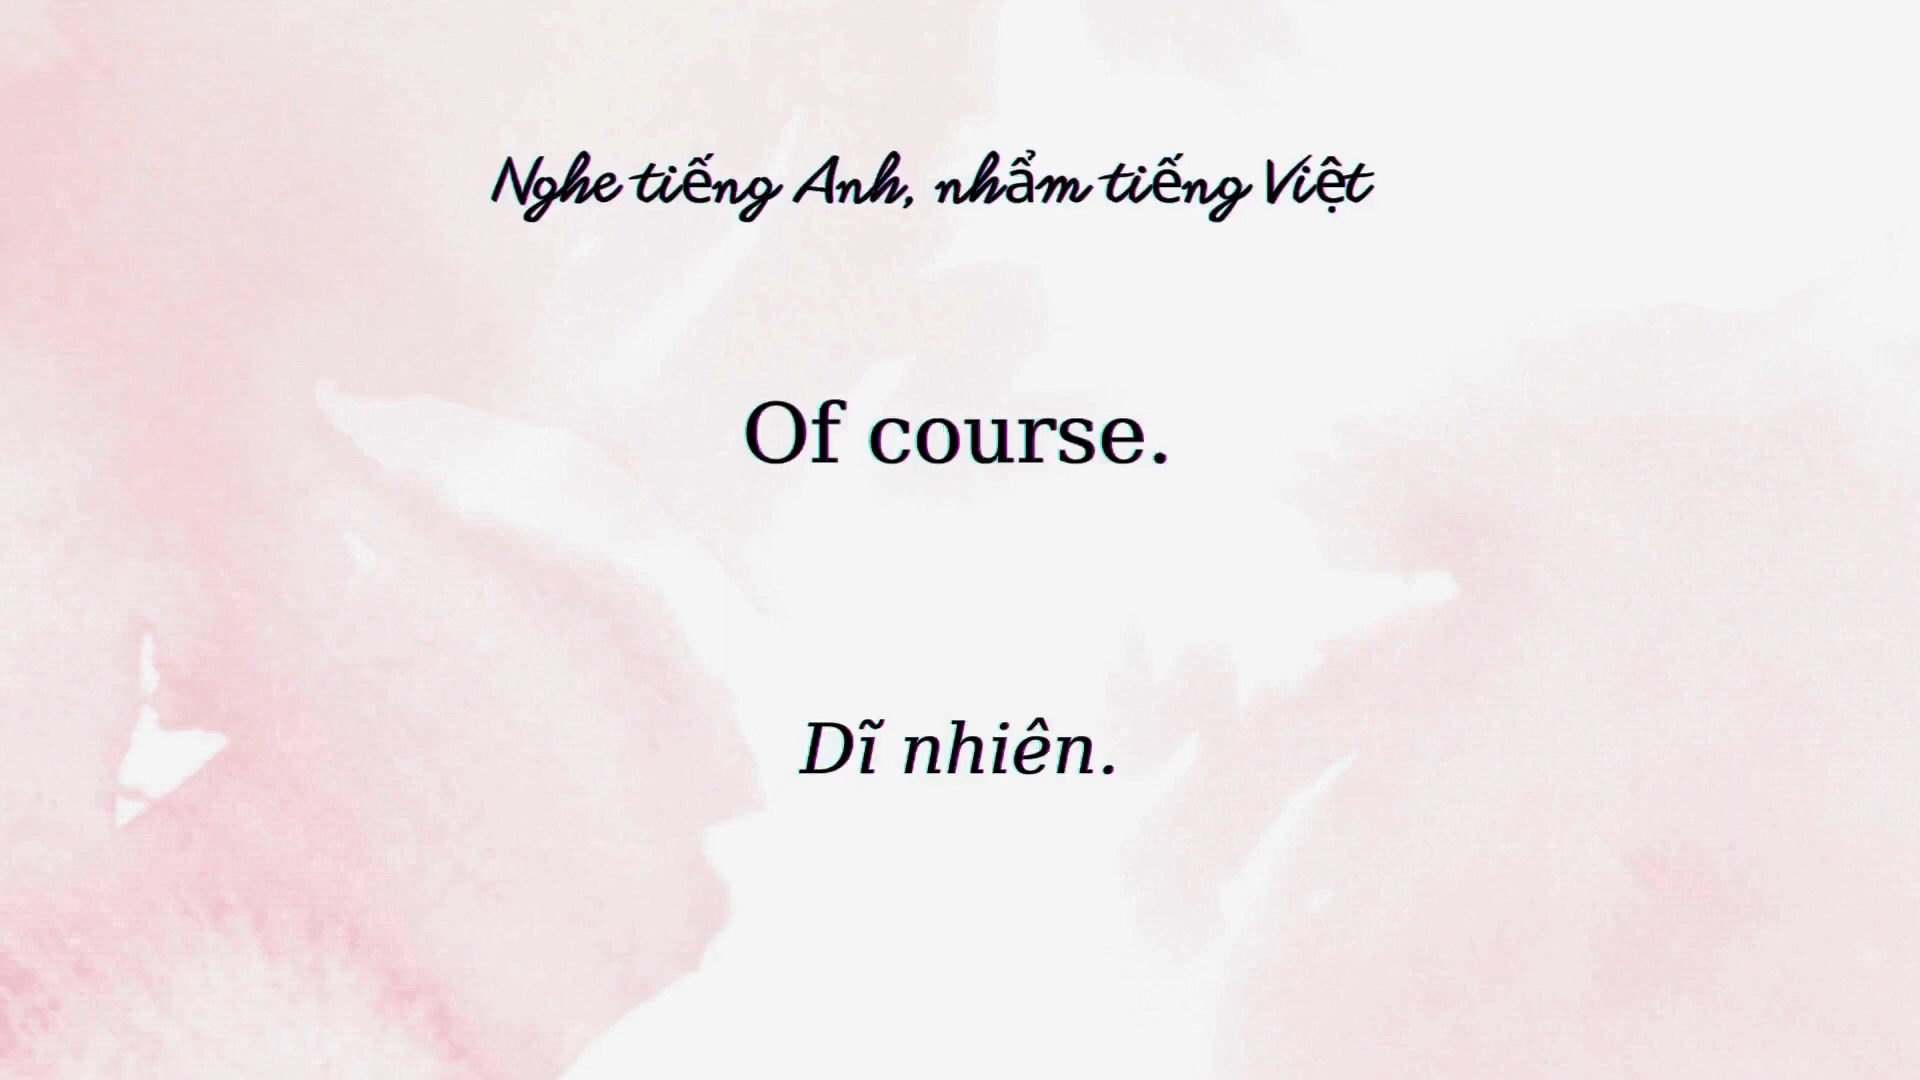 Nghe tiếng Anh, nhẩm tiếng Việt
Of course.
Dĩ nhiên.